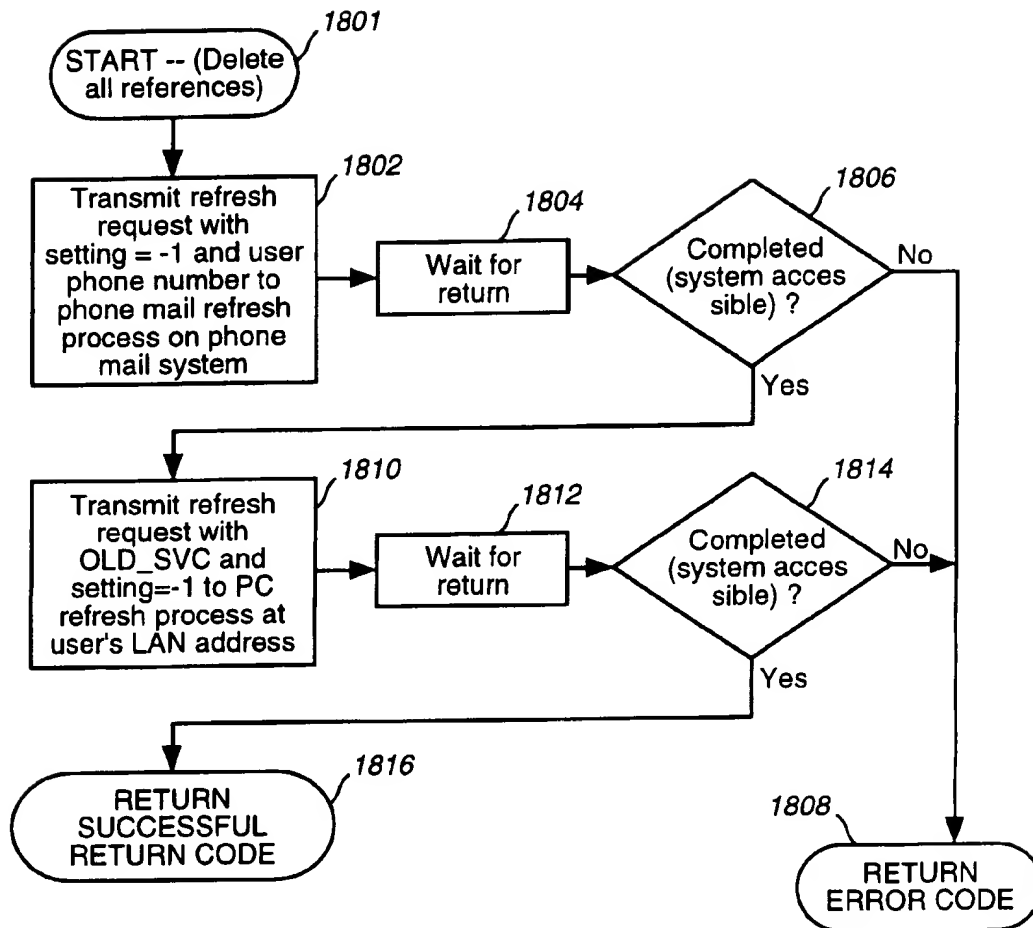 1801
START -- (Delete
all references)
1802
Transmit refresh
request with
setting = -1 and user
phone number to
phone mail refresh
process on phone
mail system
1804
Wait for
return
1806
Completed
(system acces
sible) ?
No
Yes
1810
Transmit refresh
request with
OLD_SVC and
setting=-1 to PC
refresh process at
user's LAN address
1812
Wait for
return
1814
Completed
(system acces
sible) ?
No
Yes
1816
RETURN
SUCCESSFUL
RETURN CODE
1808
RETURN
ERROR CODE